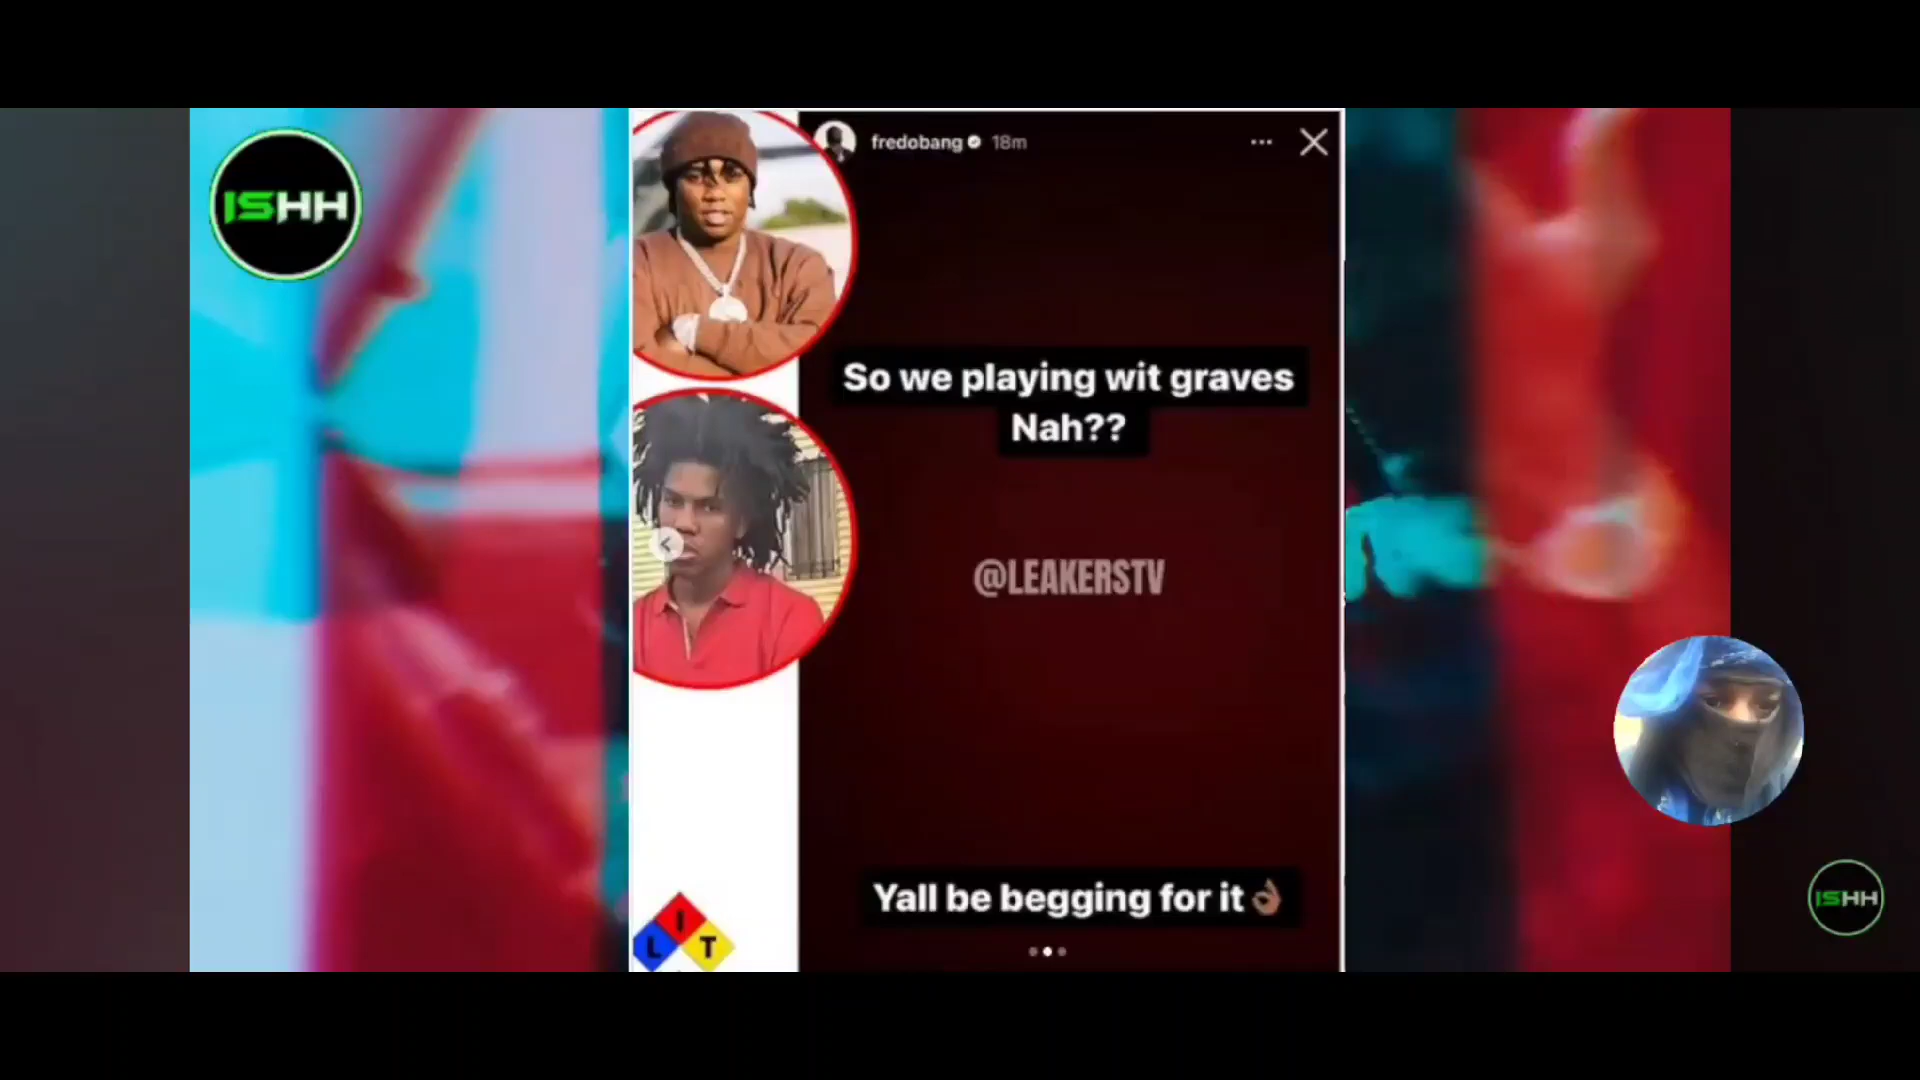 ISHH
fredobang 18m
So we playing wit graves
Nah??
@LEAKERSTV
Yall be begging for it👌🏽
L I T
ISHH